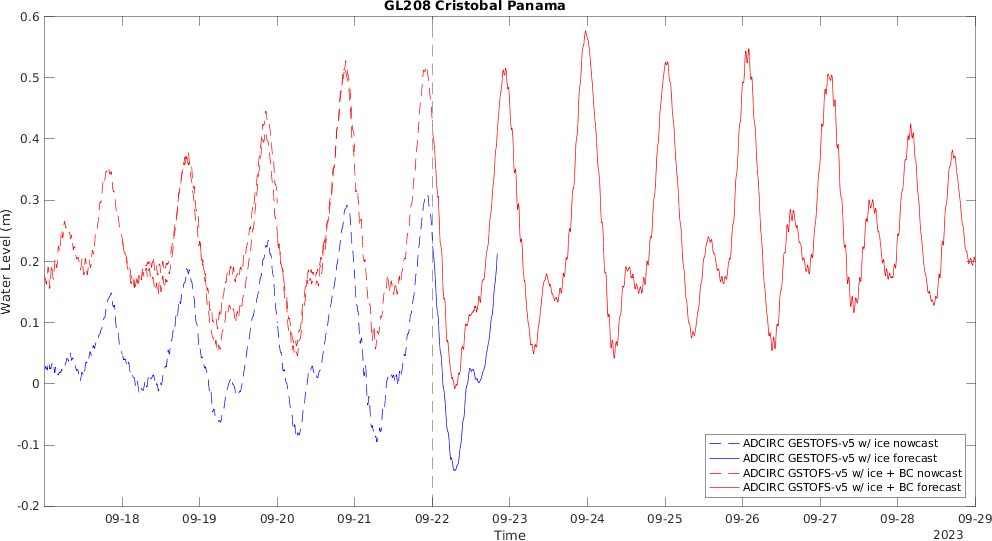 GL208 Cristobal Panama
Water Level (m)
0.6
0.5
0.4
0.3
0.2
0.1
0
-0.1
-0.2
ADCIRC GESTOFS-v5 w/ ice nowcast
ADCIRC GESTOFS-v5 w/ ice forecast
ADCIRC GSTOFS-v5 w/ ice + BC nowcast
ADCIRC GSTOFS-v5 w/ ice + BC forecast
09-18 09-19 09-20 09-21 09-22 09-23 09-24 09-25 09-26 09-27 09-28 09-29
Time
2023